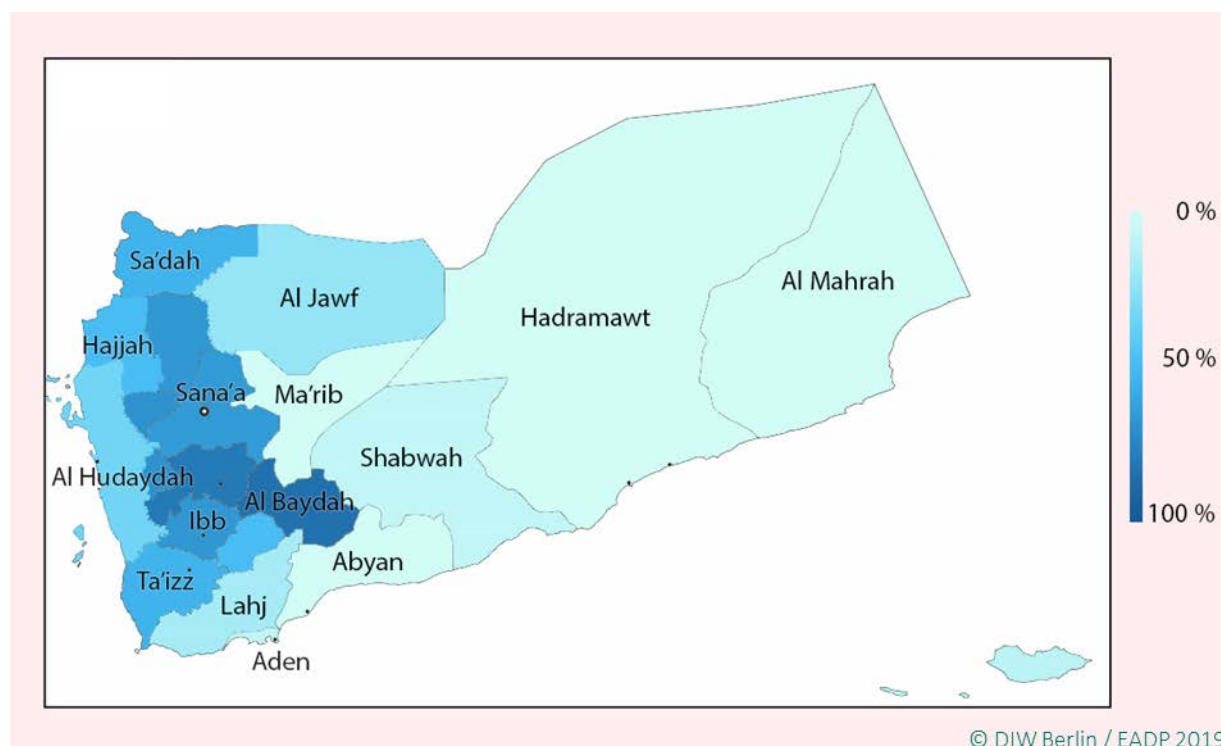 Sa'dah
Al Jawf
Al Mahrah
Hadramawt
Hajjah
Sana'a
Ma'rib
Shabwah
Al Hudaydah
Al Baydah
Ibb
Abyan
Ta'izz
Lahj
Aden
0 %
50 %
100 %
© DIW Berlin / FADP 2019